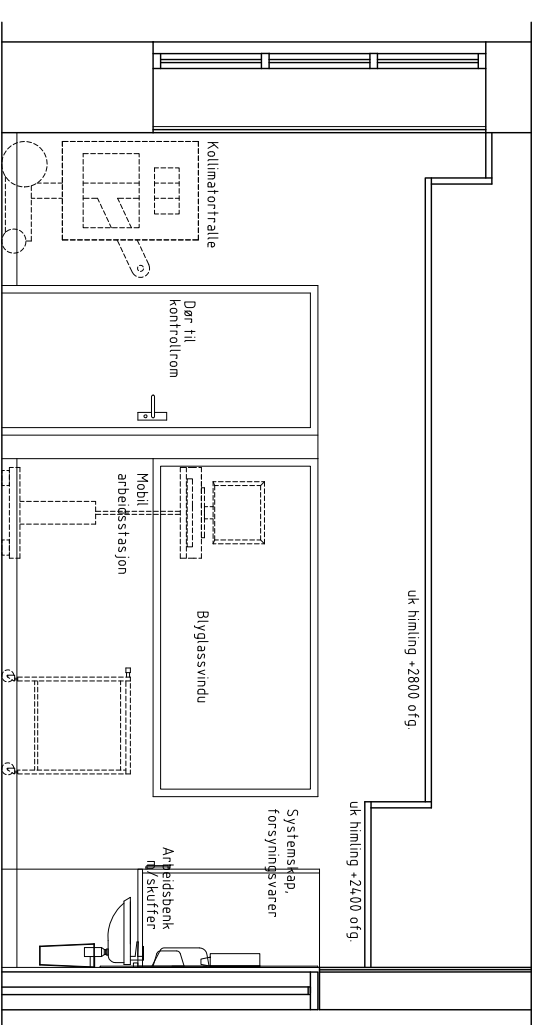 Kollimatortralle
Dør til
kontrollrom
Mobil
arbeidsstasjon
Blyglassvindu
uk himling +2800 ofg.
uk himling +2400 ofg.
Systemskap,
forsyningsvarer
Arbeidsbenk
m/skuffer